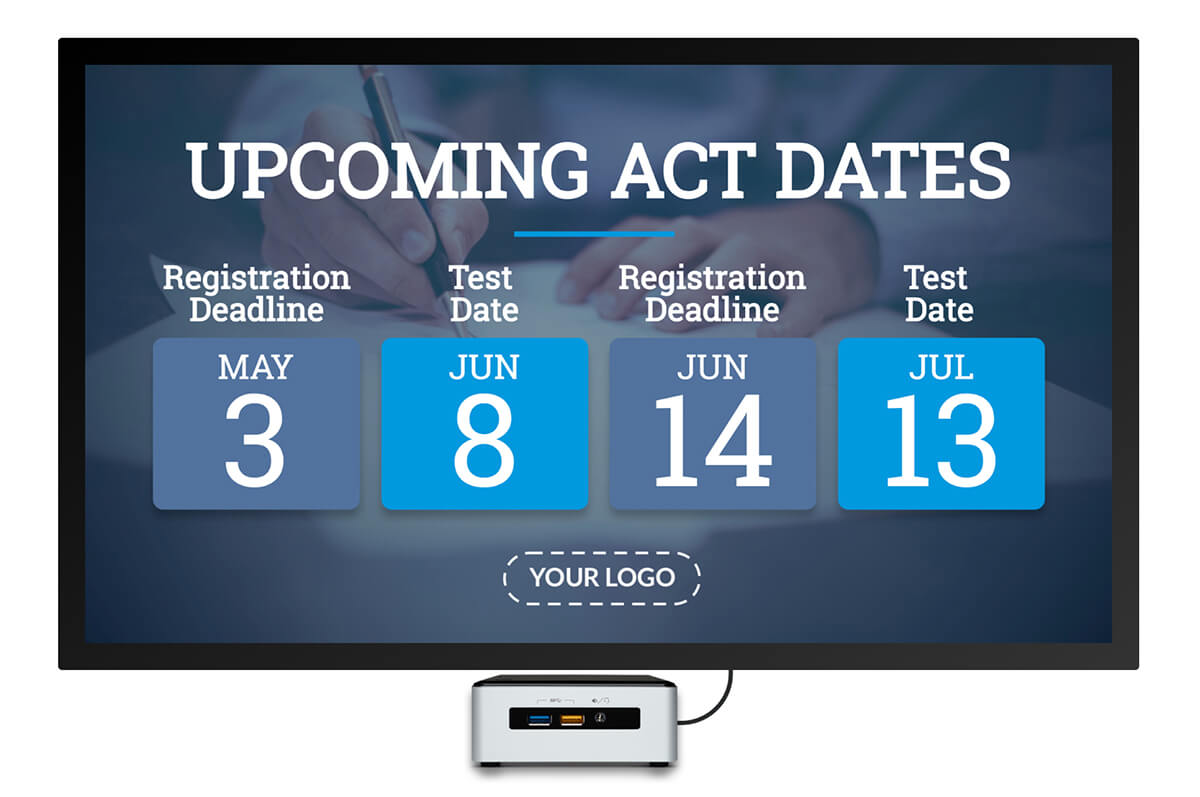 UPCOMING ACT DATES
Registration
Deadline
Test
Date
Registration
Deadline
Test
Date
MAY
3
JUN
8
JUN
14
JUL
13
YOUR LOGO